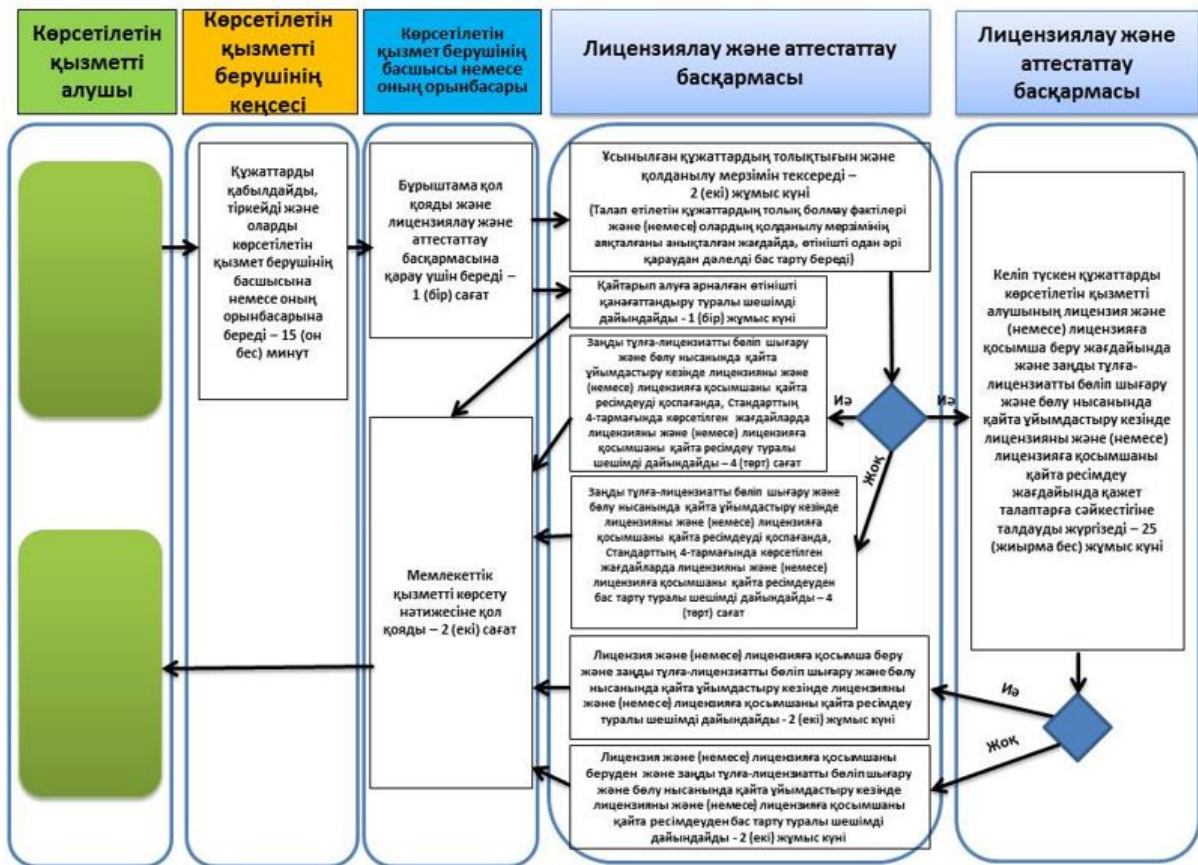 Көрсетілетін
қызметті
алушы
Көрсетілетін
қызметті
берушінің
кеңсесі
Көрсетілетін
қызмет берушінің
басшысы немесе
оның орынбасары
Лицензиялау және аттестаттау
басқармасы
Лицензиялау және
аттестаттау
басқармасы
Құжаттарды
қабылдайды,
тіркейді және
оларды
көрсетілетін
қызмет берушінің
басшысына
немесе оның
орынбасарына
береді – 15 (он
бес) минут
Бұрыштама қол
қояды және
лицензиялау және
аттестаттау
басқармасына
қарау үшін береді –
1 (бір) сағат
Ұсынылған құжаттардың толықтығын және
қолданылу мерзімін тексереді –
2 (екі) жұмыс күні
(Талап етілетін құжаттардың толық болмау фактілері
және (немесе) олардың қолданылу мерзімінің
аяқталғаны анықталған жағдайда, өтінішті одан әрі
қараудан дәлелді бас тарту береді)
Қайтарып алуға арналған өтінішті
қанағаттандыру туралы шешімді
дайындайды - 1 (бір) жұмыс күні
Заңды тұлға-лицензиатты бөліп шығару
және бөлу нысанында қайта
ұйымдастыру кезінде лицензияны және
(немесе) лицензияға қосымшаны қайта
ресімдеуді қоспағанда, Стандарттың
4-тармағында көрсетілген жағдайларда
лицензияны және (немесе) лицензияға
қосымшаны қайта ресімдеу туралы
шешімді дайындайды – 4 (төрт) сағат
Иә
Иә
Жоқ
Заңды тұлға-лицензиатты бөліп шығару және
бөлу нысанында қайта ұйымдастыру кезінде
лицензияны және (немесе) лицензияға
қосымшаны қайта ресімдеуді қоспағанда,
Стандарттың 4-тармағында көрсетілген
жағдайларда лицензияны және (немесе)
лицензияға қосымшаны қайта ресімдеуден
бас тарту туралы шешімді дайындайды – 4
(төрт) сағат
Келіп түскен құжаттарды
көрсетілетін қызметті
алушының лицензия және
(немесе) лицензияға
қосымша беру жағдайында
және заңды тұлға-
лицензиатты бөліп шығару
және бөлу нысанында
қайта ұйымдастыру кезінде
лицензияны және (немесе)
лицензияға қосымшаны
қайта ресімдеу
жағдайында қажет
талаптарға сәйкестігіне
талдауды жүргізеді – 25
(жиырма бес) жұмыс күні
Мемлекеттік
қызметті көрсету
нәтижесіне қол
қояды – 2 (екі) сағат
Лицензия және (немесе) лицензияға қосымша беру
және заңды тұлға-лицензиатты бөліп шығару және бөлу
нысанында қайта ұйымдастыру кезінде лицензияны
және (немесе) лицензияға қосымшаны қайта ресімдеу
туралы шешімді дайындайды - 2 (екі) жұмыс күні
Иә
Жоқ
Лицензия және (немесе) лицензияға қосымшаны
беруден және заңды тұлға-лицензиатты бөліп шығару
және бөлу нысанында қайта ұйымдастыру кезінде
лицензияны және (немесе) лицензияға қосымшаны
қайта ресімдеуден бас тарту туралы шешімді
дайындайды - 2 (екі) жұмыс күні